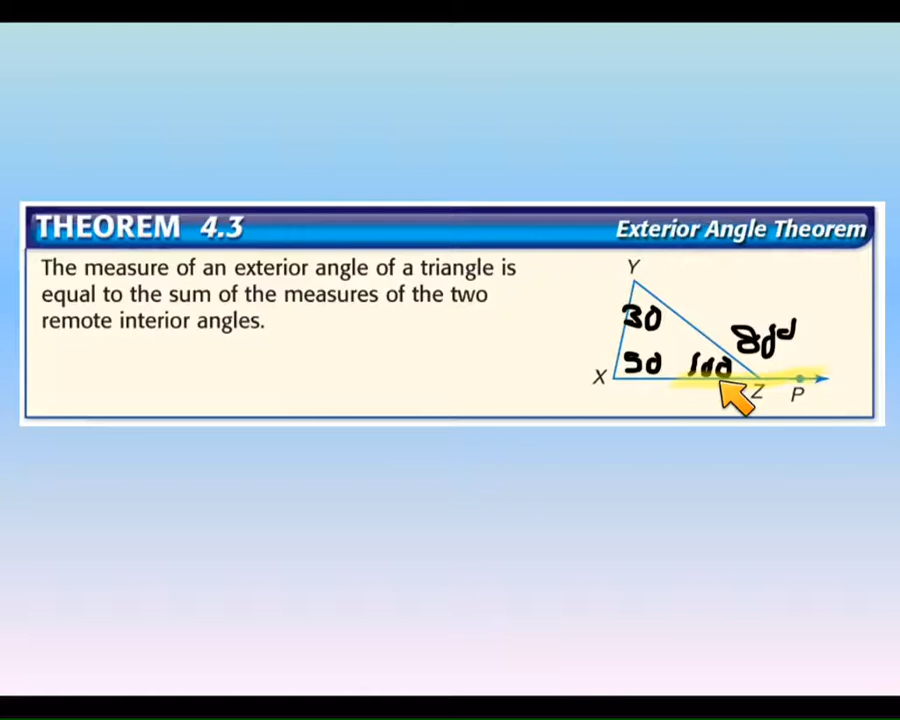 THEOREM 4.3
Exterior Angle Theorem
The measure of an exterior angle of a triangle is
equal to the sum of the measures of the two
remote interior angles.
Y
30
80
50
100
X
Z
P